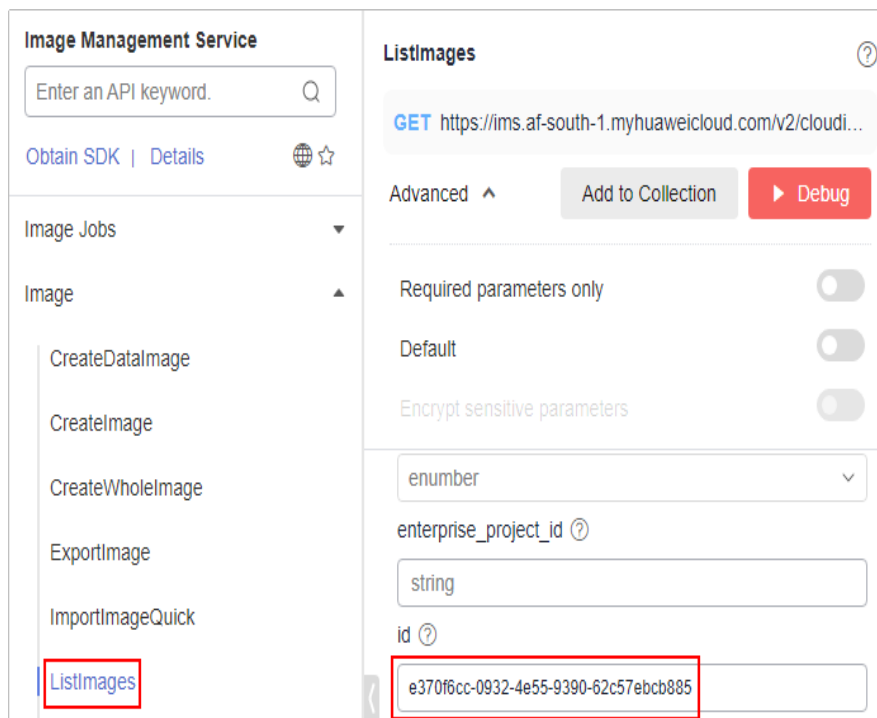 Image Management Service
Enter an API keyword.
Obtain SDK | Details
Image Jobs
Image
CreateDataImage
CreateImage
CreateWholeImage
ExportImage
ImportImageQuick
ListImages
ListImages
GET https://ims.af-south-1.myhuaweicloud.com/v2/cloudi...
Advanced Add to Collection Debug
Required parameters only
Default
Encrypt sensitive parameters
enumber
enterprise_project_id
string
id
e370f6cc-0932-4e55-9390-62c57ebcb885